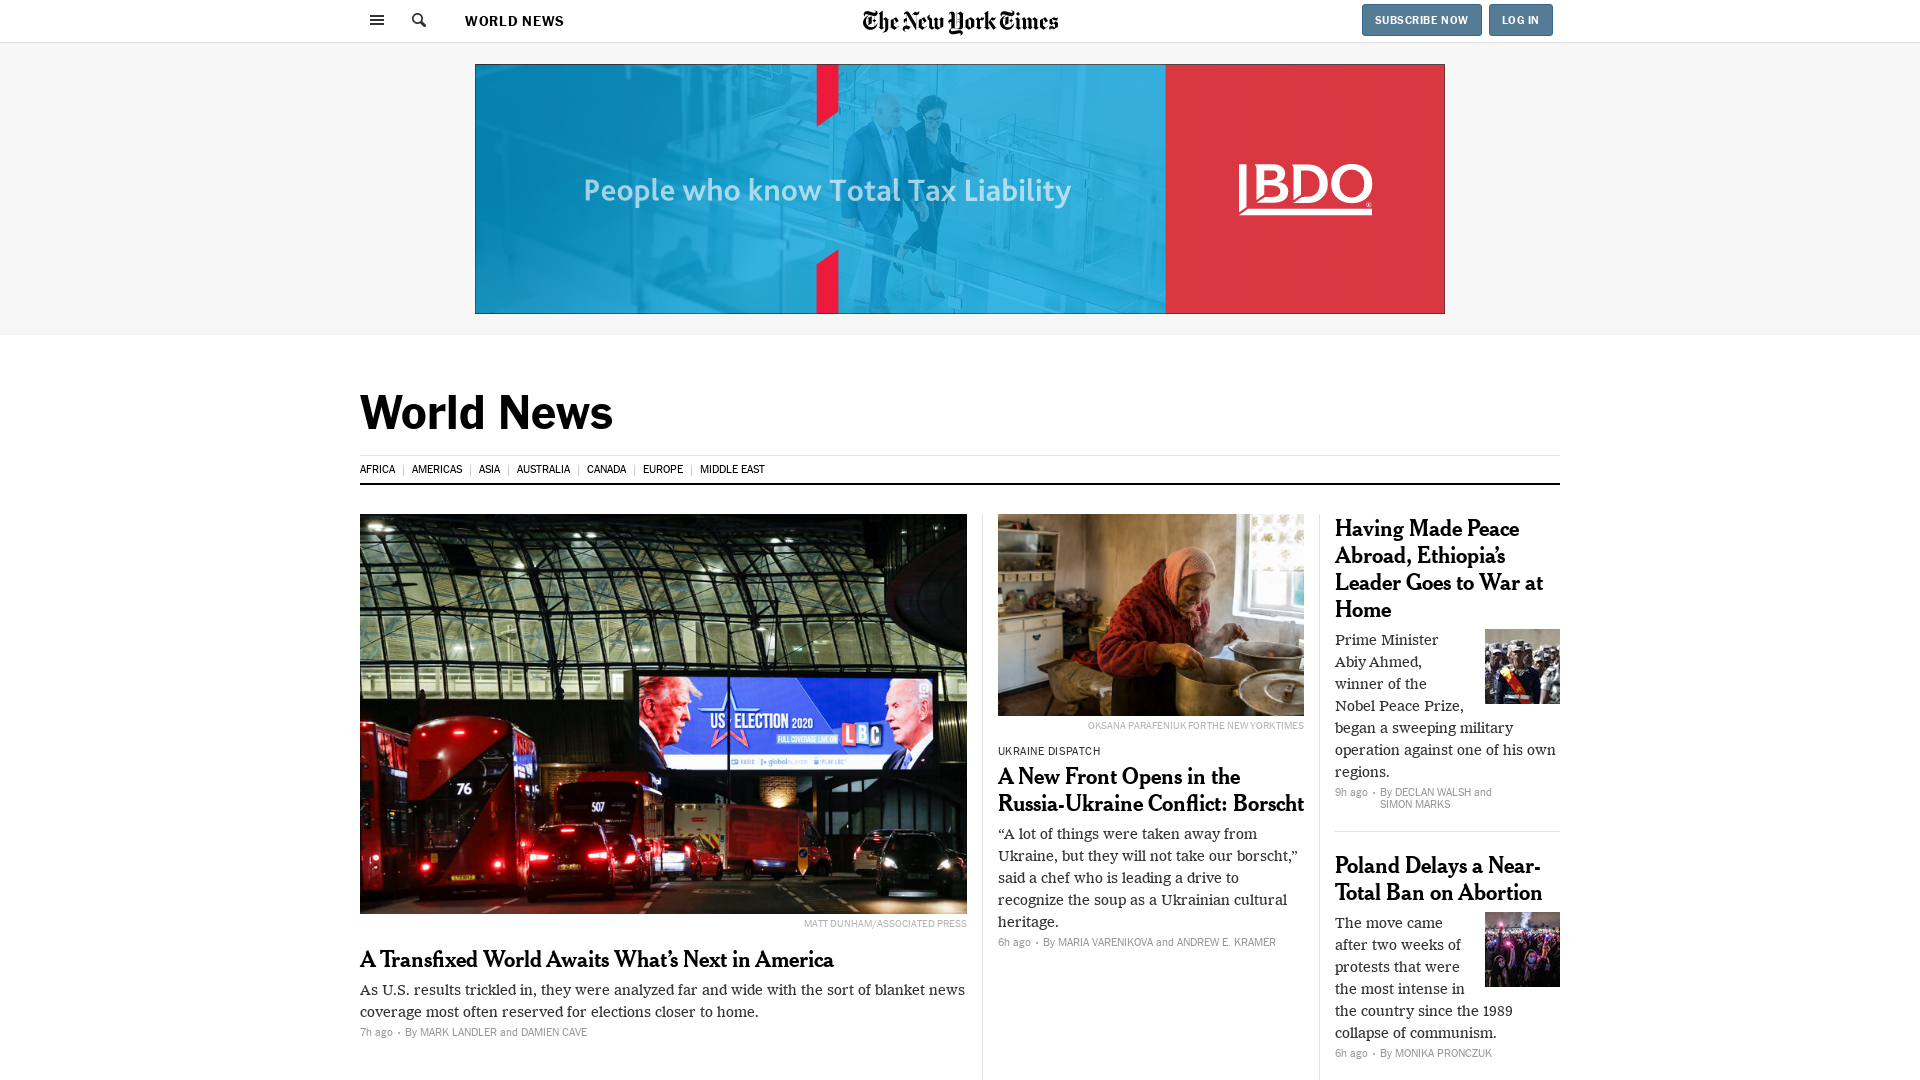 WORLD NEWS
The New York Times
SUBSCRIBE NOW
LOG IN
People who know Total Tax Liability
BDO
World News
AFRICA
AMERICAS
ASIA
AUSTRALIA
CANADA
EUROPE
MIDDLE EAST
US ELECTION 2020
FULL COVERAGE LIVE ON
LBC
76
507
MATT DUNHAM/ASSOCIATED PRESS
A Transfixed World Awaits What’s Next in America
As U.S. results trickled in, they were analyzed far and wide with the sort of blanket news
coverage most often reserved for elections closer to home.
7h ago • By MARK LANDLER and DAMIEN CAVE
OKSANA PARAFENIUK FOR THE NEW YORK TIMES
UKRAINE DISPATCH
A New Front Opens in the
Russia-Ukraine Conflict: Borscht
“A lot of things were taken away from
Ukraine, but they will not take our borscht,”
said a chef who is leading a drive to
recognize the soup as a Ukrainian cultural
heritage.
6h ago • By MARIA VARENIKOVA and ANDREW E. KRAMER
Having Made Peace
Abroad, Ethiopia’s
Leader Goes to War at
Home
Prime Minister
Abiy Ahmed,
winner of the
Nobel Peace Prize,
began a sweeping military
operation against one of his own
regions.
9h ago • By DECLAN WALSH and
SIMON MARKS
Poland Delays a Near-
Total Ban on Abortion
The move came
after two weeks of
protests that were
the most intense in
the country since the 1989
collapse of communism.
6h ago • By MONIKA PRONCZUK